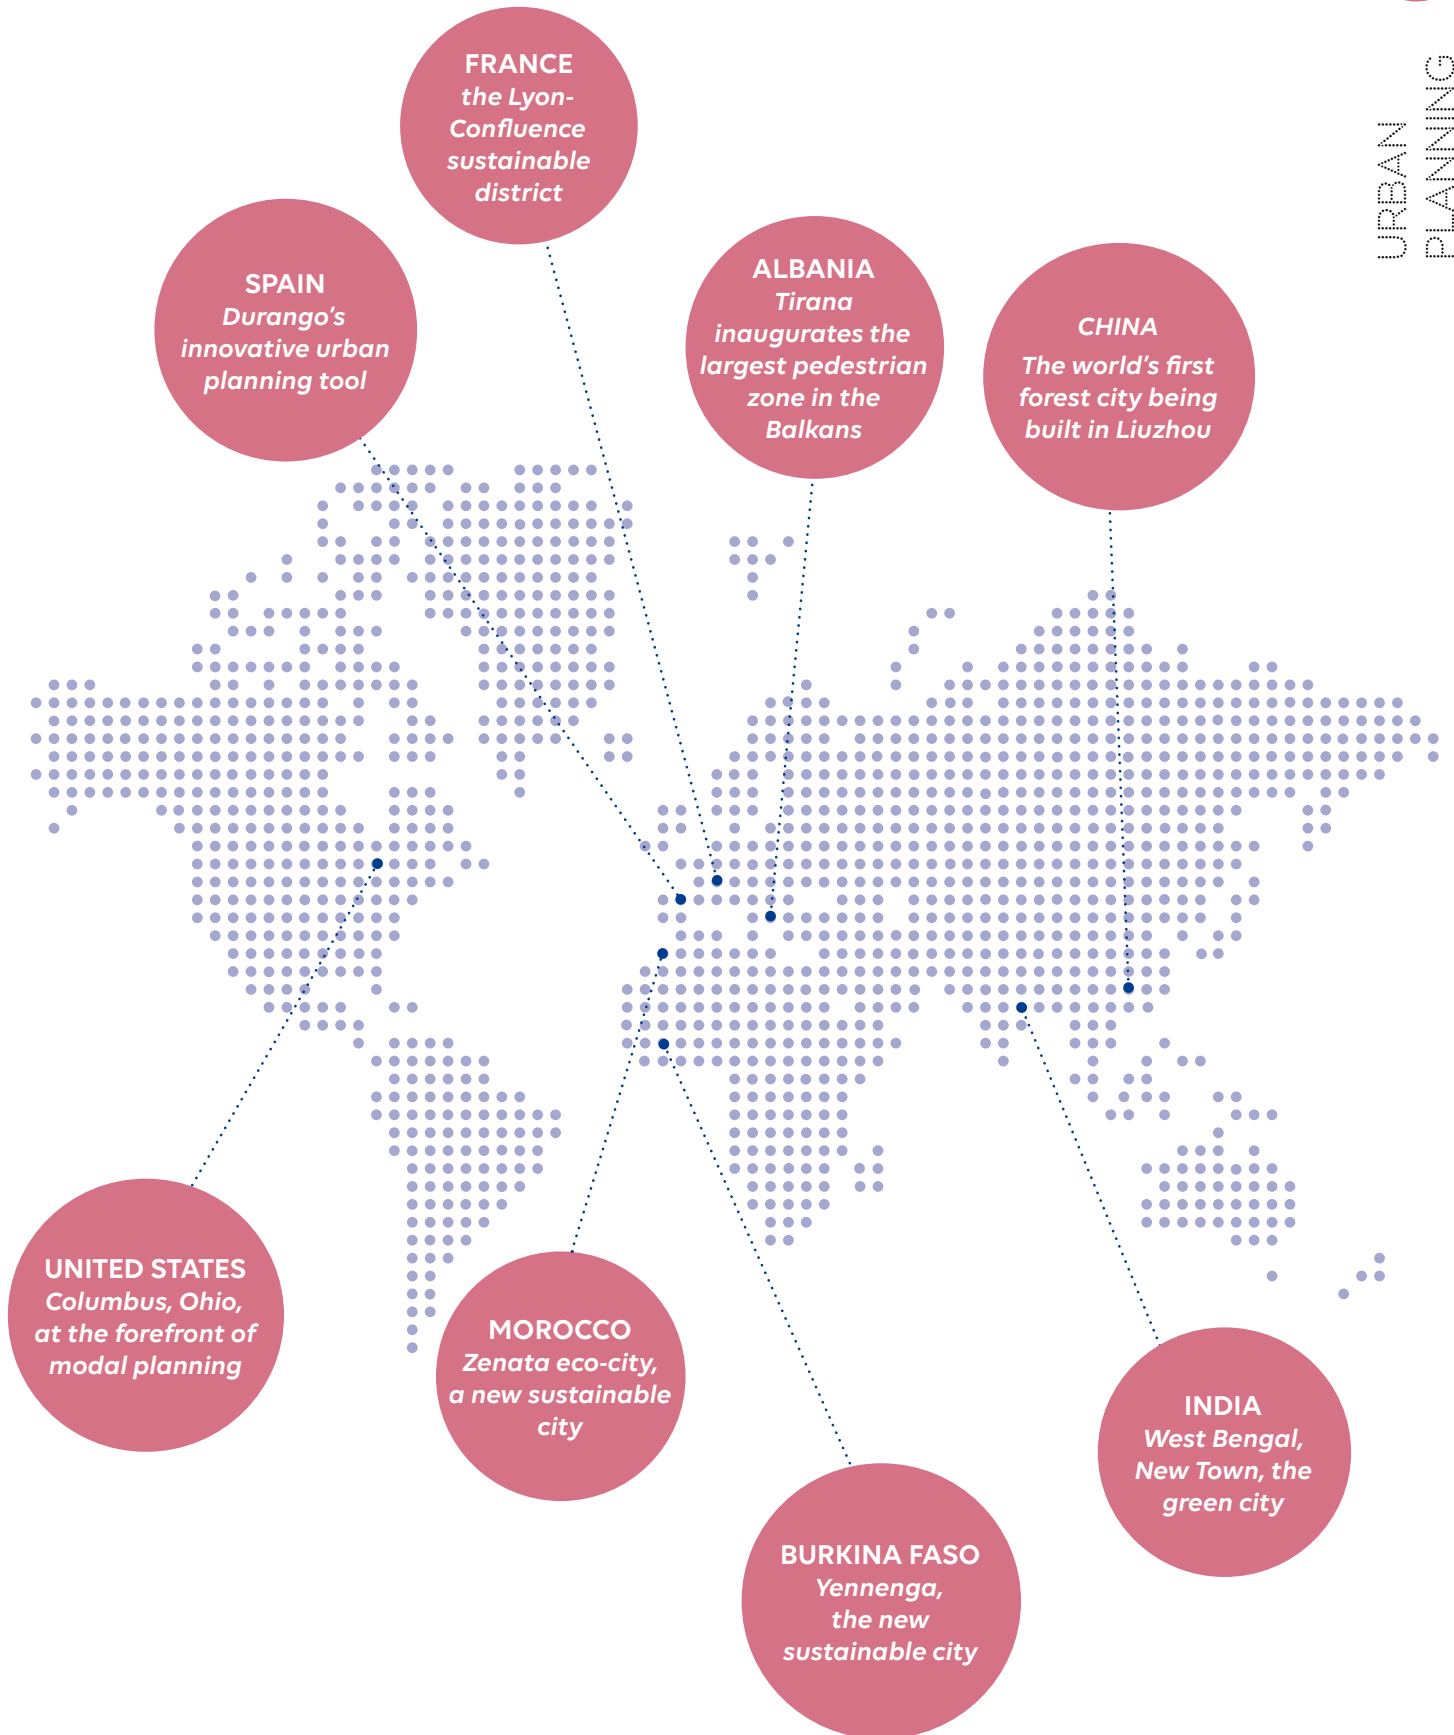 URBAN
PLANNING
FRANCE
the Lyon-
Confluence
sustainable
district
SPAIN
Durango's
innovative urban
planning tool
ALBANIA
Tirana
inaugurates the
largest pedestrian
zone in the
Balkans
CHINA
The world's first
forest city being
built in Liuzhou
UNITED STATES
Columbus, Ohio,
at the forefront of
modal planning
MOROCCO
Zenata eco-city,
a new sustainable
city
INDIA
West Bengal,
New Town, the
green city
BURKINA FASO
Yennenga,
the new
sustainable city